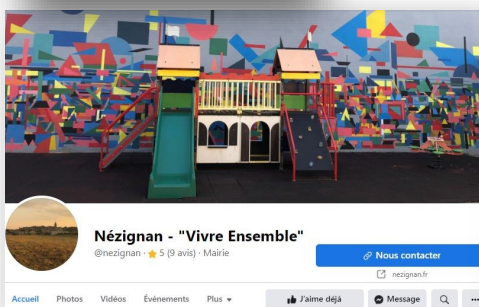 Nézignan - "Vivre Ensemble"
@nezignan · 5 (9 avis) · Mairie
Nous contacter
nezignan.fr
Accueil Photos Vidéos Événements Plus J'aime déjà Message